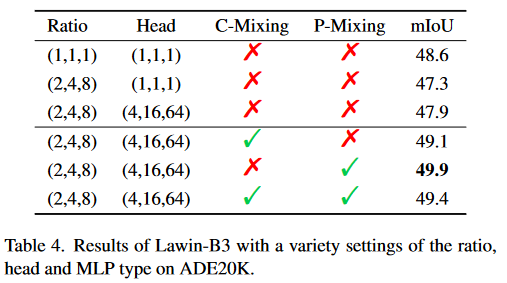 Ratio Head C-Mixing P-Mixing mIoU
(1,1,1) (1,1,1) ✗ ✗ 48.6
(2,4,8) (1,1,1) ✗ ✗ 47.3
(2,4,8) (4,16,64) ✗ ✗ 47.9
(2,4,8) (4,16,64) ✓ ✗ 49.1
(2,4,8) (4,16,64) ✗ ✓ 49.9
(2,4,8) (4,16,64) ✓ ✓ 49.4
Table 4. Results of Lawin-B3 with a variety settings of the ratio,
head and MLP type on ADE20K.